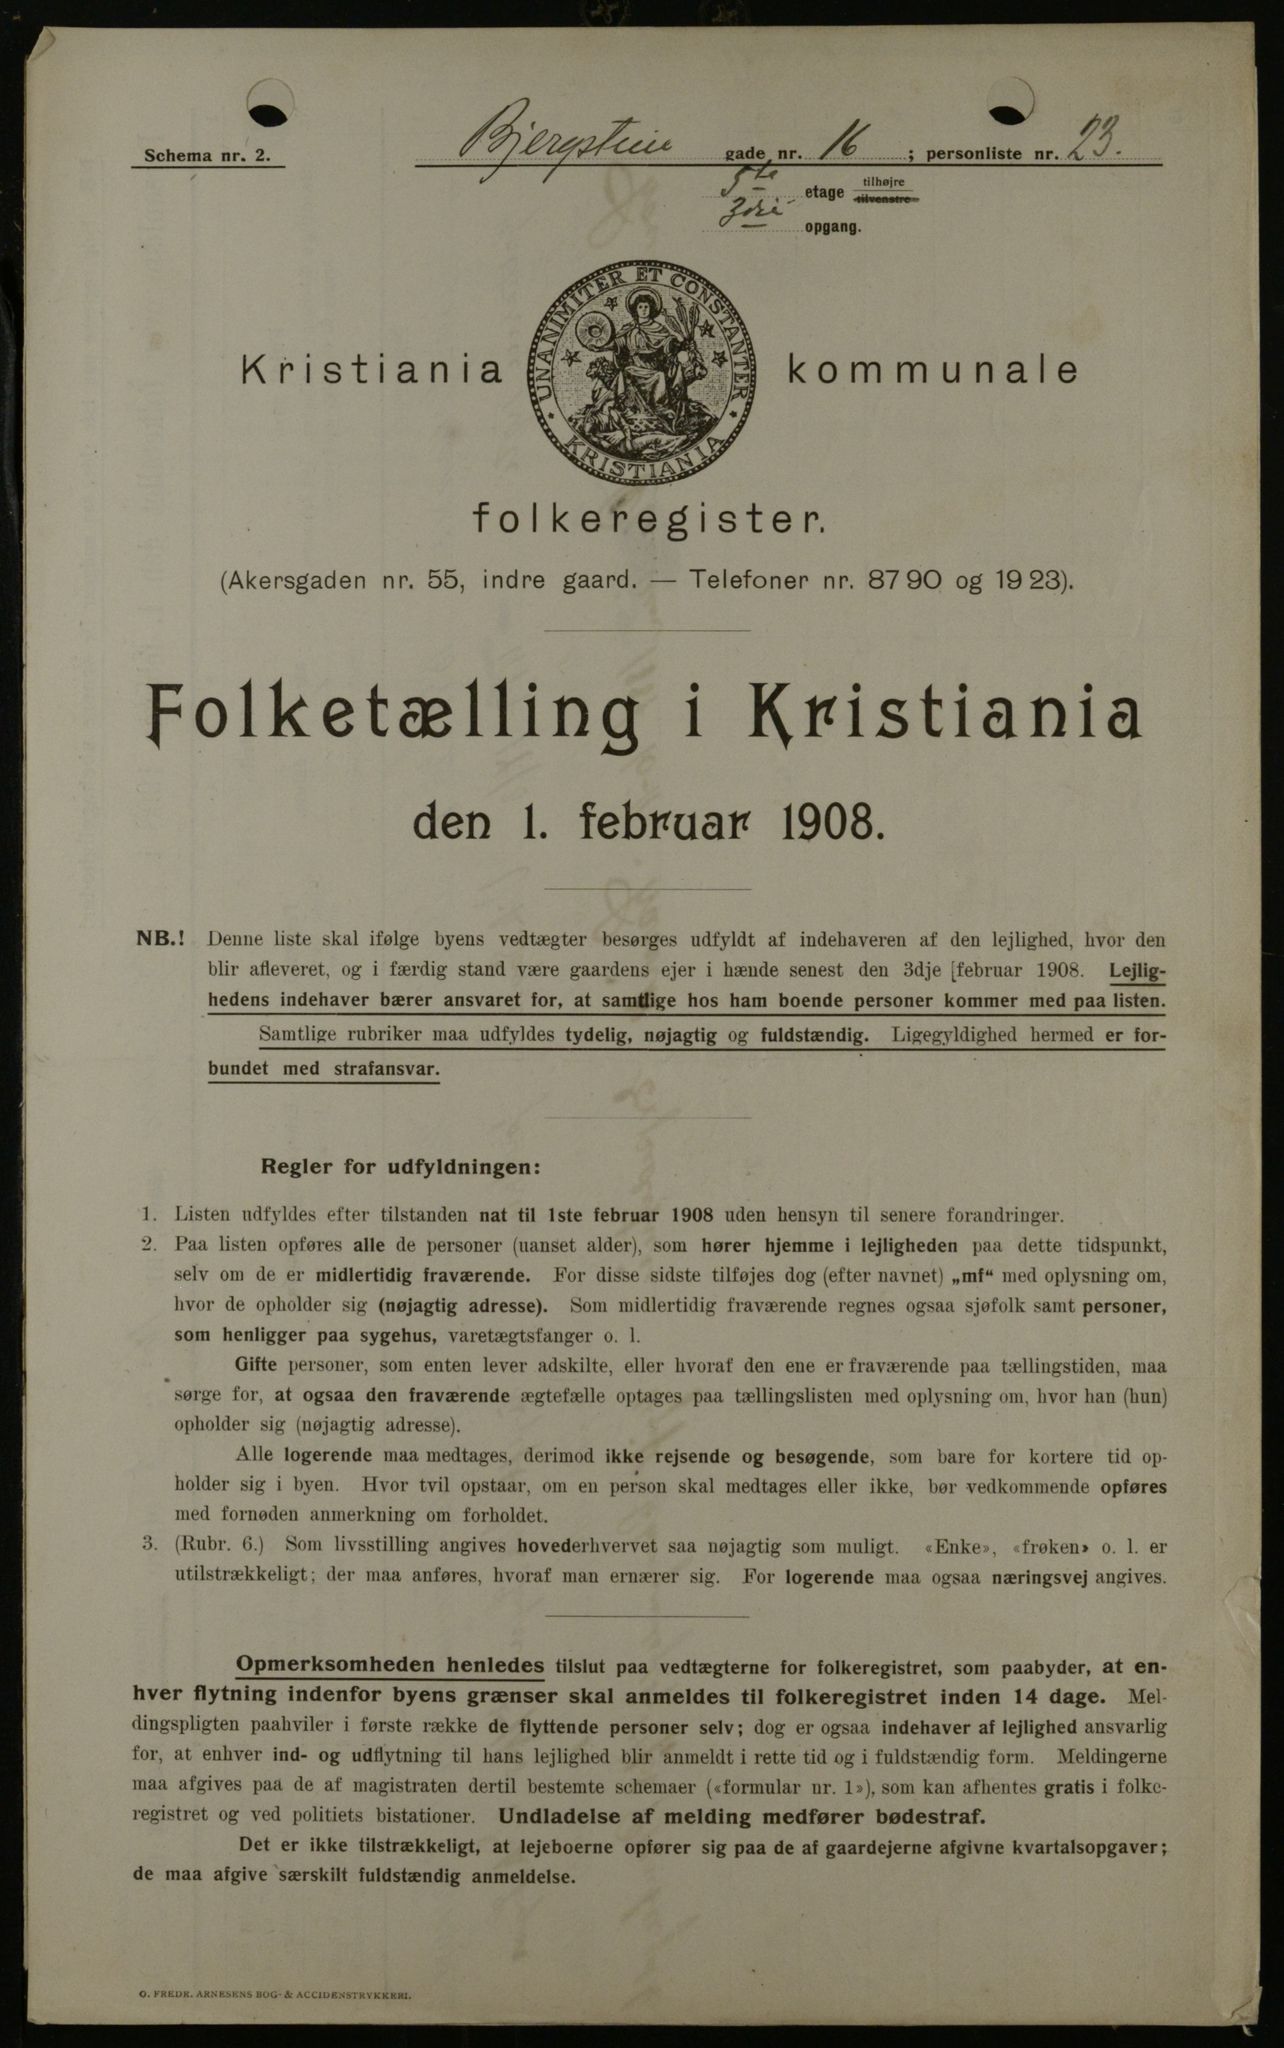 Schema nr. 2.
Bjergstien gade nr. 16 ; personliste nr. 23.
5te etage tilhøjre
tilvenstre
3die opgang.
UNANIMITER ET CONSTANTER
KRISTIANIA
Kristiania kommunale
folkeregister.
(Akersgaden nr. 55, indre gaard. — Telefoner nr. 8790 og 1923).
Folketælling i Kristiania
den 1. februar 1908.
NB.! Denne liste skal ifølge byens vedtægter besørges udfyldt af indehaveren af den lejlighed, hvor den
blir afleveret, og i færdig stand være gaardens ejer i hænde senest den 3dje [februar 1908. Lejlig-
hedens indehaver bærer ansvaret for, at samtlige hos ham boende personer kommer med paa listen.
Samtlige rubriker maa udfyldes tydelig, nøjagtig og fuldstændig. Ligegyldighed hermed er for-
bundet med strafansvar.
Regler for udfyldningen:
1. Listen udfyldes efter tilstanden nat til 1ste februar 1908 uden hensyn til senere forandringer.
2. Paa listen opføres alle de personer (uanset alder), som hører hjemme i lejligheden paa dette tidspunkt,
selv om de er midlertidig fraværende. For disse sidste tilføjes dog (efter navnet) „mf“ med oplysning om,
hvor de opholder sig (nøjagtig adresse). Som midlertidig fraværende regnes ogsaa sjøfolk samt personer,
som henligger paa sygehus, varetægtsfanger o. l.
Gifte personer, som enten lever adskilte, eller hvoraf den ene er fraværende paa tællingstiden, maa
sørge for, at ogsaa den fraværende ægtefælle optages paa tællingslisten med oplysning om, hvor han (hun)
opholder sig (nøjagtig adresse).
Alle logerende maa medtages, derimod ikke rejsende og besøgende, som bare for kortere tid op-
holder sig i byen. Hvor tvil opstaar, om en person skal medtages eller ikke, bør vedkommende opføres
med fornøden anmerkning om forholdet.
3. (Rubr. 6.) Som livsstilling angives hovederhvervet saa nøjagtig som muligt. «Enke», «frøken» o. l. er
utilstrækkeligt; der maa anføres, hvoraf man ernærer sig. For logerende maa ogsaa næringsvej angives.
Opmerksomheden henledes tilslut paa vedtægterne for folkeregistret, som paabyder, at en-
hver flytning indenfor byens grænser skal anmeldes til folkeregistret inden 14 dage. Mel-
dingspligten paahviler i første række de flyttende personer selv; dog er ogsaa indehaver af lejlighed ansvarlig
for, at enhver ind- og udflytning til hans lejlighed blir anmeldt i rette tid og i fuldstændig form. Meldingerne
maa afgives paa de af magistraten dertil bestemte schemaer («formular nr. 1»), som kan afhentes gratis i folke-
registret og ved politiets bistationer. Undladelse af melding medfører bødestraf.
Det er ikke tilstrækkeligt, at lejeboerne opfører sig paa de af gaardejerne afgivne kvartalsopgaver;
de maa afgive særskilt fuldstændig anmeldelse.
O. FREDR. ARNESENS BOG- & ACCIDENSTRYKKERI.